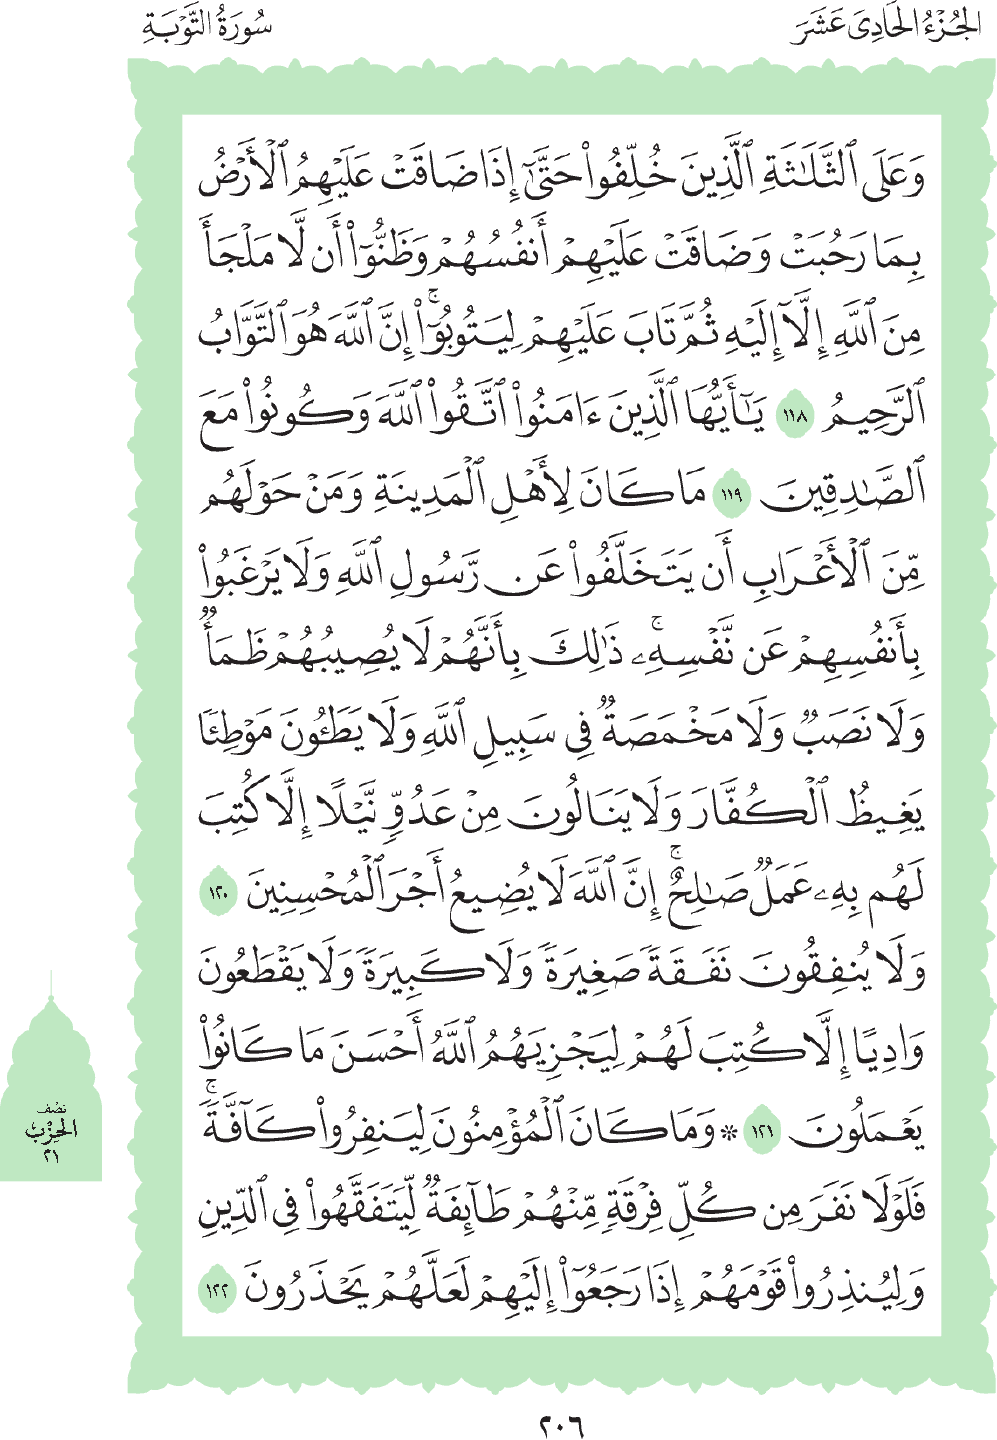 الجُزْءُ الحَادِى عَشَرَ
سُورَةُ التَّوْبَةِ
وَعَلَى ٱلثَّلَٰثَةِ ٱلَّذِينَ خُلِّفُوا۟ حَتَّىٰٓ إِذَا ضَاقَتْ عَلَيْهِمُ ٱلْأَرْضُ
بِمَا رَحُبَتْ وَضَاقَتْ عَلَيْهِمْ أَنفُسُهُمْ وَظَنُّوٓا۟ أَن لَّا مَلْجَأَ
مِنَ ٱللَّهِ إِلَّآ إِلَيْهِ ثُمَّ تَابَ عَلَيْهِمْ لِيَتُوبُوٓا۟ ۚ إِنَّ ٱللَّهَ هُوَ ٱلتَّوَّابُ
ٱلرَّحِيمُ ١١٨ يَٰٓأَيُّهَا ٱلَّذِينَ ءَامَنُوا۟ ٱتَّقُوا۟ ٱللَّهَ وَكُونُوا۟ مَعَ
ٱلصَّٰدِقِينَ ١١٩ مَا كَانَ لِأَهْلِ ٱلْمَدِينَةِ وَمَنْ حَوْلَهُم
مِّنَ ٱلْأَعْرَابِ أَن يَتَخَلَّفُوا۟ عَن رَّسُولِ ٱللَّهِ وَلَا يَرْغَبُوا۟
بِأَنفُسِهِمْ عَن نَّفْسِهِۦ ۚ ذَٰلِكَ بِأَنَّهُمْ لَا يُصِيبُهُمْ ظَمَأٌ
وَلَا نَصَبٌ وَلَا مَخْمَصَةٌ فِى سَبِيلِ ٱللَّهِ وَلَا يَطَـُٔونَ مَوْطِئًا
يَغِيظُ ٱلْكُفَّارَ وَلَا يَنَالُونَ مِنْ عَدُوٍّ نَّيْلًا إِلَّا كُتِبَ
لَهُم بِهِۦ عَمَلٌ صَٰلِحٌ ۚ إِنَّ ٱللَّهَ لَا يُضِيعُ أَجْرَ ٱلْمُحْسِنِينَ ١٢٠
وَلَا يُنفِقُونَ نَفَقَةً صَغِيرَةً وَلَا كَبِيرَةً وَلَا يَقْطَعُونَ
وَادِيًا إِلَّا كُتِبَ لَهُمْ لِيَجْزِيَهُمُ ٱللَّهُ أَحْسَنَ مَا كَانُوا۟
يَعْمَلُونَ ١٢١ * وَمَا كَانَ ٱلْمُؤْمِنُونَ لِيَنفِرُوا۟ كَآفَّةً ۚ
فَلَوْلَا نَفَرَ مِن كُلِّ فِرْقَةٍ مِّنْهُمْ طَآئِفَةٌ لِّيَتَفَقَّهُوا۟ فِى ٱلدِّينِ
وَلِيُنذِرُوا۟ قَوْمَهُمْ إِذَا رَجَعُوٓا۟ إِلَيْهِمْ لَعَلَّهُمْ يَحْذَرُونَ ١٢٢
نصْف
الحِزْب
٢١
٢٠٦